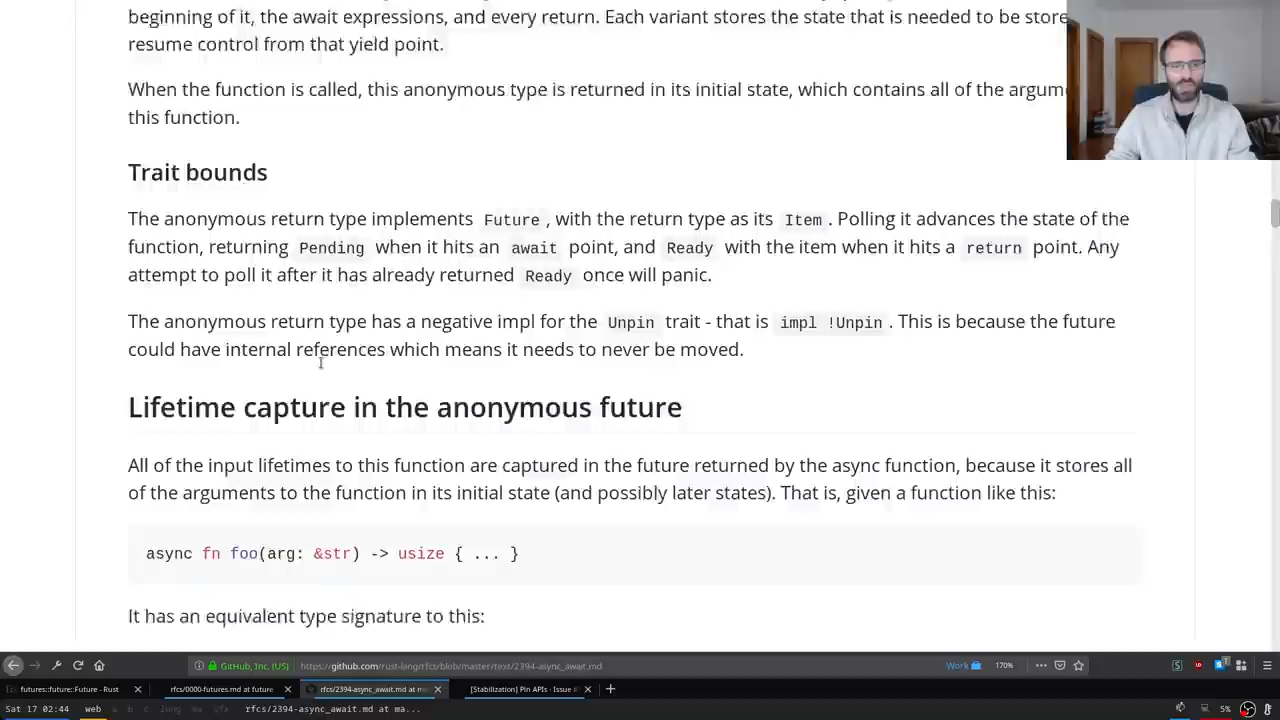 beginning of it, the await expressions, and every return. Each variant stores the state that is needed to be store
resume control from that yield point.
When the function is called, this anonymous type is returned in its initial state, which contains all of the argum
this function.
Trait bounds
The anonymous return type implements Future, with the return type as its Item. Polling it advances the state of the
function, returning Pending when it hits an await point, and Ready with the item when it hits a return point. Any
attempt to poll it after it has already returned Ready once will panic.
The anonymous return type has a negative impl for the Unpin trait - that is impl !Unpin. This is because the future
could have internal references which means it needs to never be moved.
Lifetime capture in the anonymous future
All of the input lifetimes to this function are captured in the future returned by the async function, because it stores all
of the arguments to the function in its initial state (and possibly later states). That is, given a function like this:
async fn foo(arg: &str) -> usize { ... }
It has an equivalent type signature to this:
GitHub, Inc. (US) https://github.com/rust-lang/rfcs/blob/master/text/2394-async_await.md Work 170%
futures::future::Future - Rust rfcs/0000-futures.md at future rfcs/2394-async_await.md at ma [Stabilization] Pin APIs · Issue #
Sat 17 02:44 web a b c lung rfcs/2394-async_await.md at ma... 5%